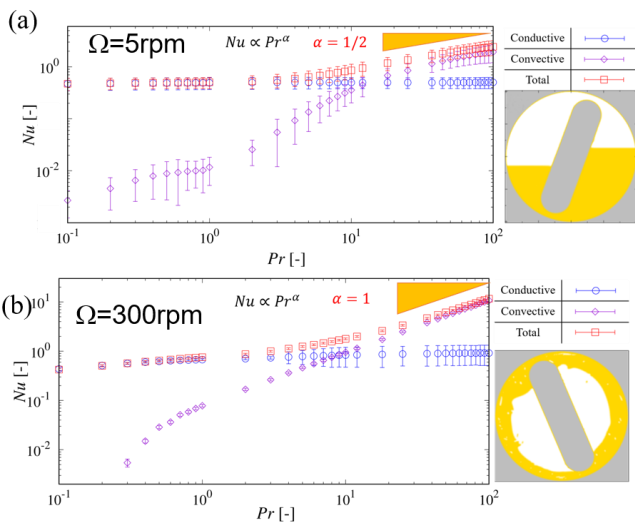 (a)
Ω=5rpm
Nu ∝ Pr^α α = 1/2
Conductive
Convective
Total
10^0
10^-2
Nu [-]
10^-1 10^0 10^1 10^2
Pr [-]
(b)
Ω=300rpm
Nu ∝ Pr^α α = 1
Conductive
Convective
Total
10^1
10^0
10^-1
10^-2
Nu [-]
10^-1 10^0 10^1 10^2
Pr [-]